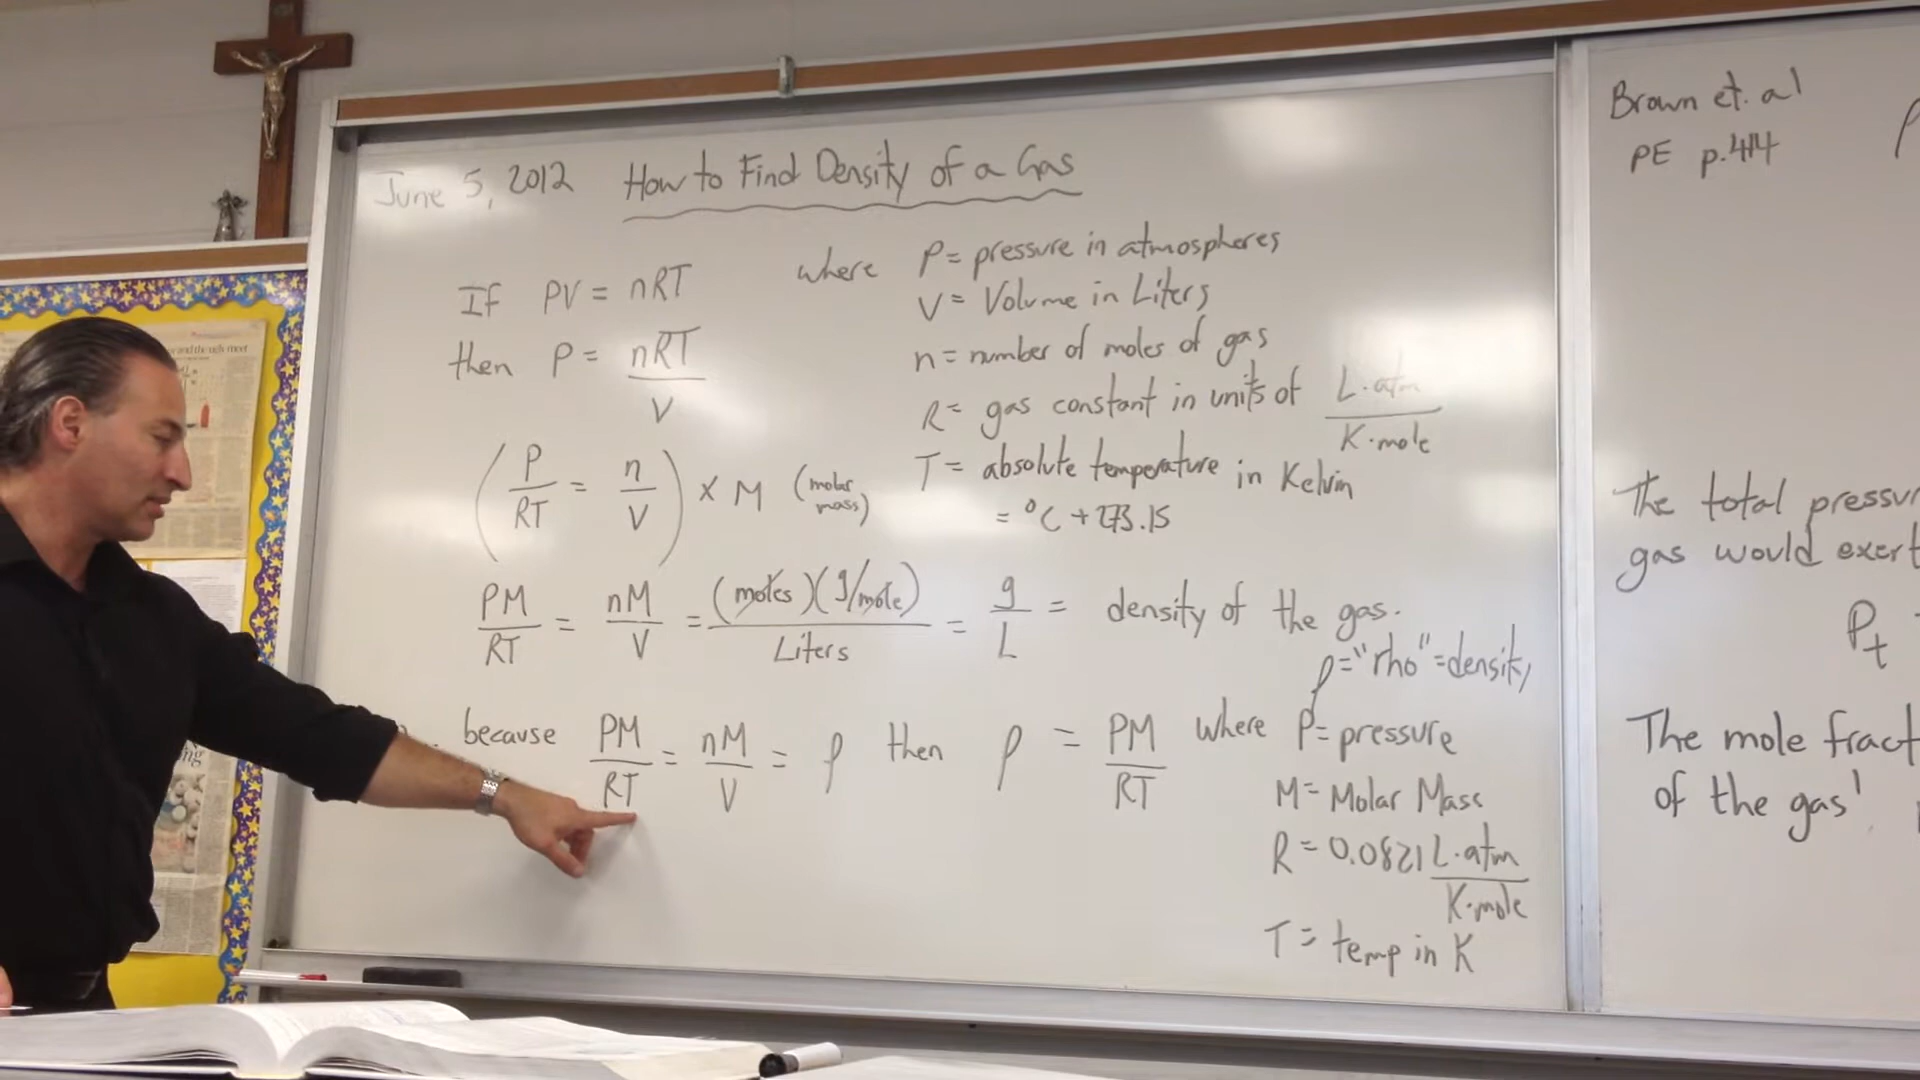 June 5, 2012 How to Find Density of a Gas
If PV = nRT where P = pressure in atmospheres
V = Volume in Liters
then P = nRT / V
n = number of moles of gas
R = gas constant in units of L·atm / K·mole
(P/RT = n/V) × M (molar mass)
T = absolute temperature in Kelvin
= °C + 273.15
PM/RT = nM/V = (moles)(g/mole) / Liters = g/L = density of the gas.
ρ = "rho" = density
because PM/RT = nM/V = ρ then ρ = PM/RT where P = pressure
M = Molar Mass
R = 0.0821 L·atm / K·mole
T = temp in K
Brown et. al
PE p.414
The total
gas would exert
Pt
The mole
of the gas
and the ugly meet